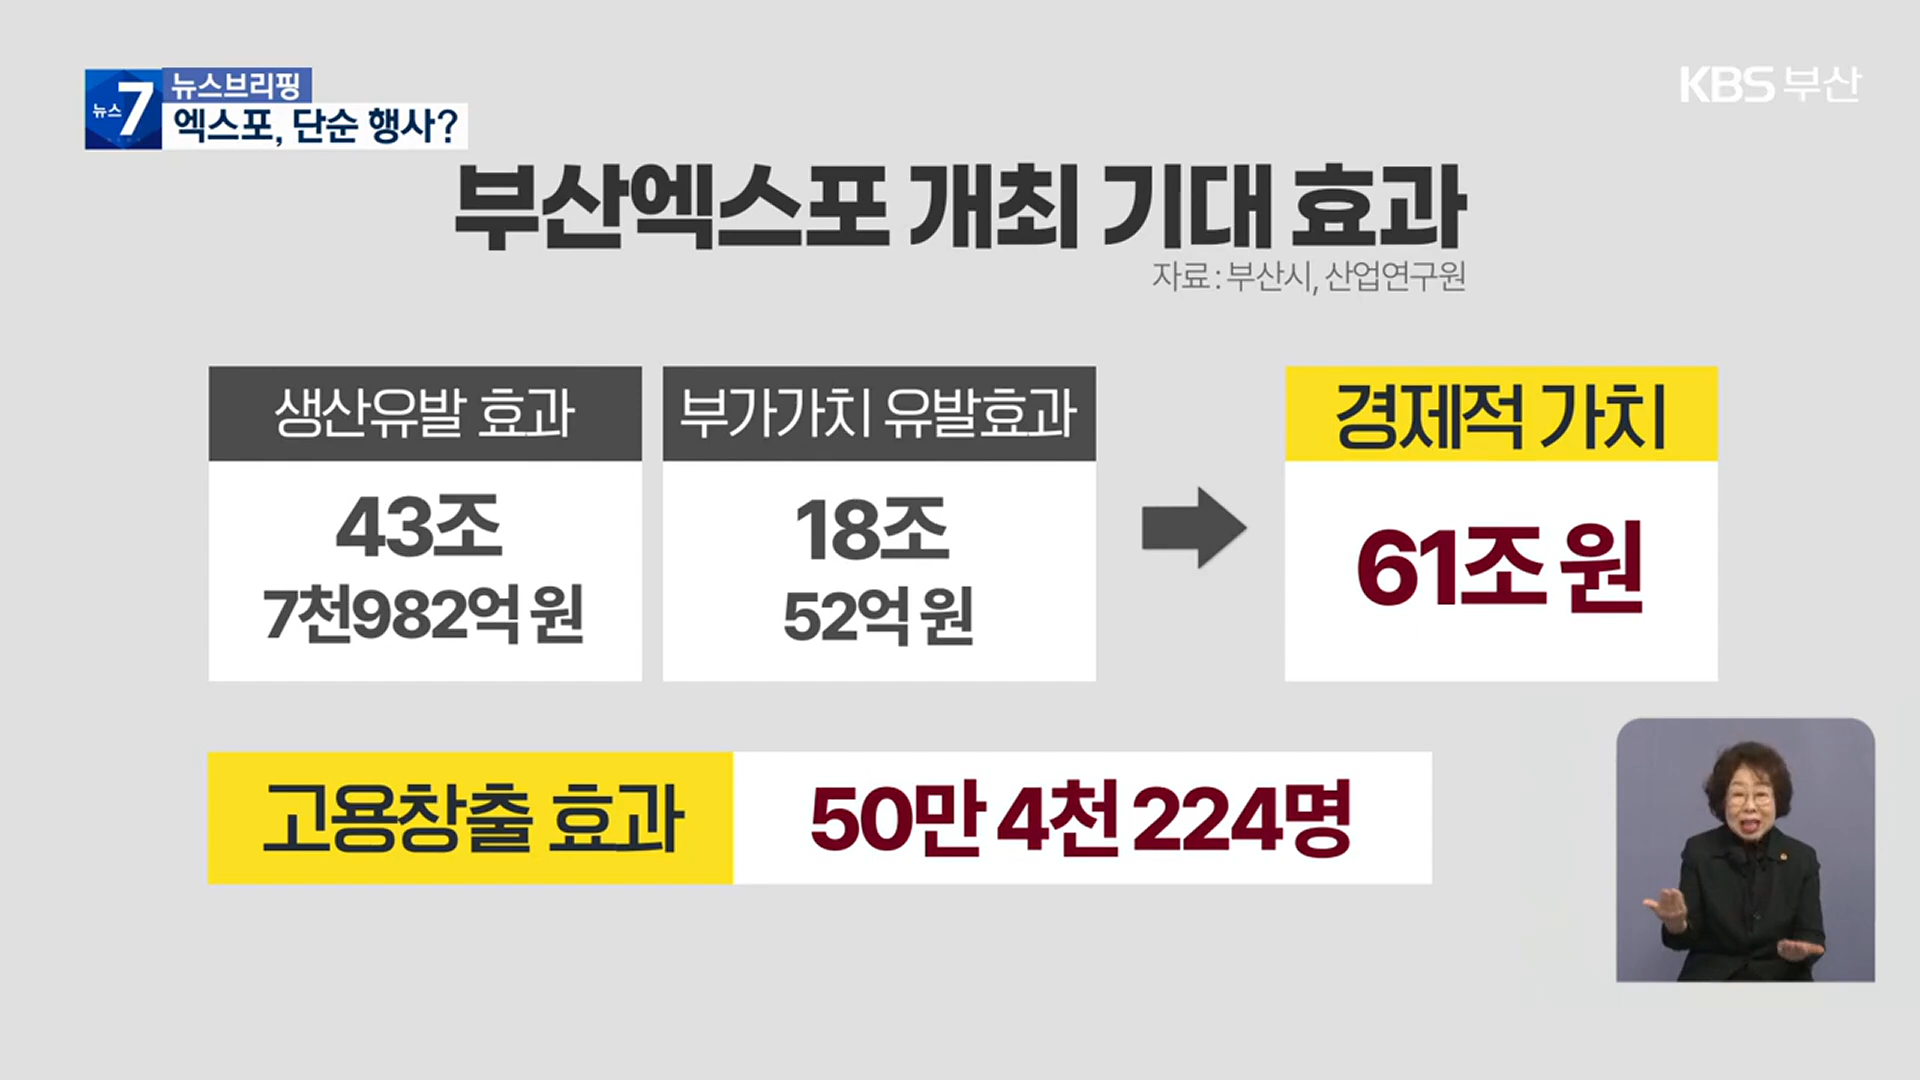 뉴스7
뉴스브리핑
엑스포, 단순 행사?
KBS 부산
부산엑스포 개최 기대 효과
자료 : 부산시, 산업연구원
생산유발 효과
43조
7천982억 원
부가가치 유발효과
18조
52억 원
경제적 가치
61조 원
고용창출 효과
50만 4천 224명